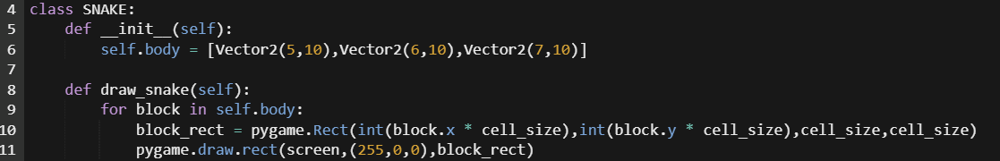 4 class SNAKE:
5     def __init__(self):
6         self.body = [Vector2(5,10),Vector2(6,10),Vector2(7,10)]
7
8     def draw_snake(self):
9         for block in self.body:
10             block_rect = pygame.Rect(int(block.x * cell_size),int(block.y * cell_size),cell_size,cell_size)
11             pygame.draw.rect(screen,(255,0,0),block_rect)